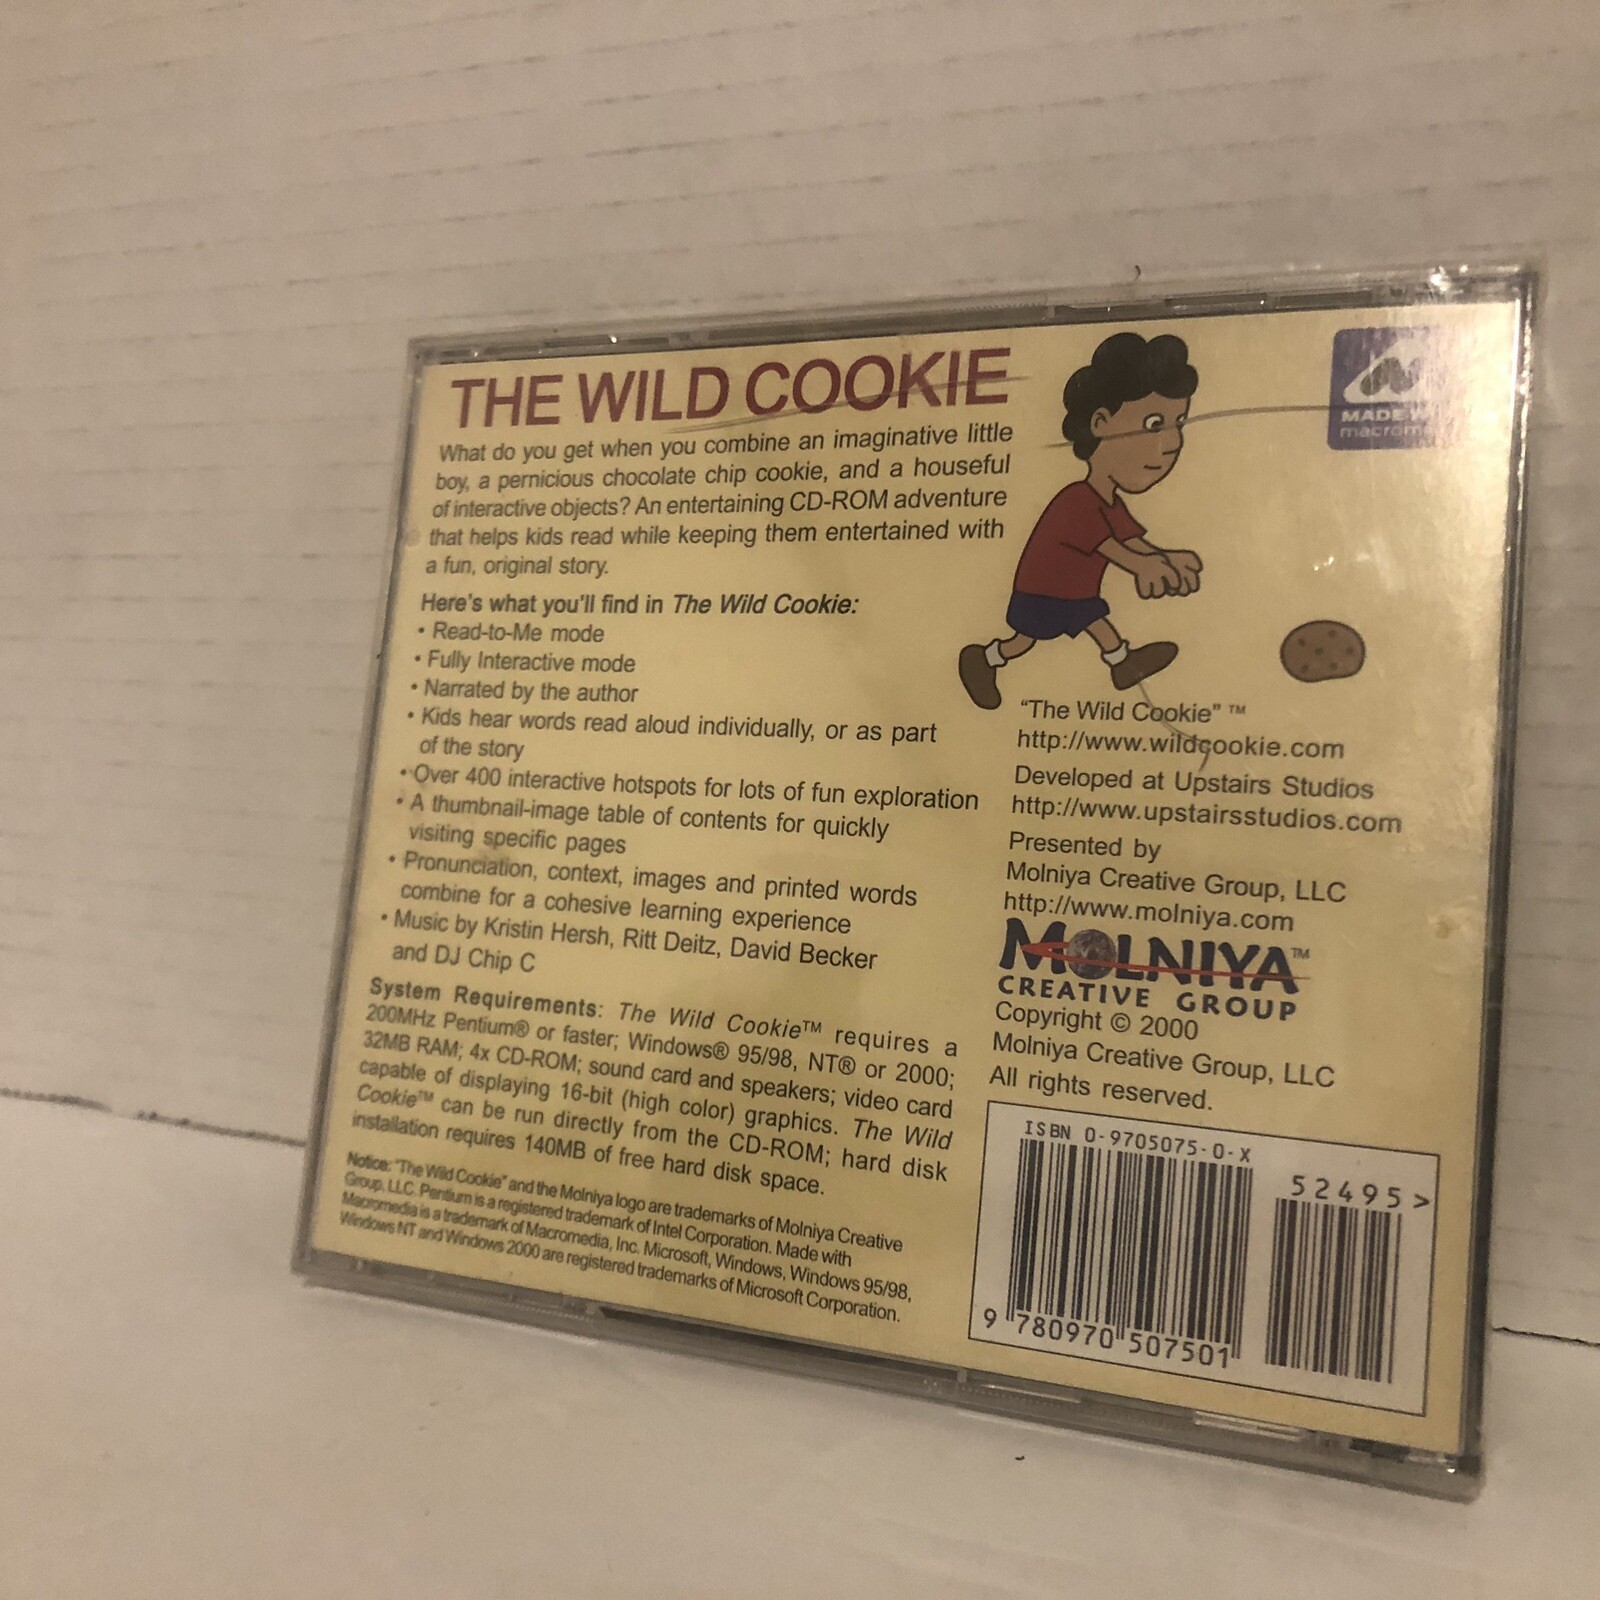 THE WILD COOKIE
What do you get when you combine an imaginative little
boy, a pernicious chocolate chip cookie, and a houseful
of interactive objects? An entertaining CD-ROM adventure
that helps kids read while keeping them entertained with
a fun, original story.
Here's what you'll find in The Wild Cookie:
• Read-to-Me mode
• Fully Interactive mode
• Narrated by the author
• Kids hear words read aloud individually, or as part
of the story
• Over 400 interactive hotspots for lots of fun exploration
• A thumbnail-image table of contents for quickly
visiting specific pages
• Pronunciation, context, images and printed words
combine for a cohesive learning experience
• Music by Kristin Hersh, Ritt Deitz, David Becker
and DJ Chip C
System Requirements: The Wild Cookie™ requires a
200MHz Pentium® or faster; Windows® 95/98, NT® or 2000;
32MB RAM; 4x CD-ROM; sound card and speakers; video card
capable of displaying 16-bit (high color) graphics. The Wild
Cookie™ can be run directly from the CD-ROM; hard disk
installation requires 140MB of free hard disk space.
Notice: "The Wild Cookie" and the Molniya logo are trademarks of Molniya Creative
Group, LLC. Pentium is a registered trademark of Intel Corporation. Made with
Macromedia is a trademark of Macromedia, Inc. Microsoft, Windows, Windows 95/98,
Windows NT and Windows 2000 are registered trademarks of Microsoft Corporation.
MADE
"The Wild Cookie" ™
http://www.wildcookie.com
Developed at Upstairs Studios
http://www.upstairsstudios.com
Presented by
Molniya Creative Group, LLC
http://www.molniya.com
MOLNIYA™
CREATIVE GROUP
Copyright © 2000
Molniya Creative Group, LLC
All rights reserved.
ISBN 0-9705075-0-X
52495>
9 780970 507501